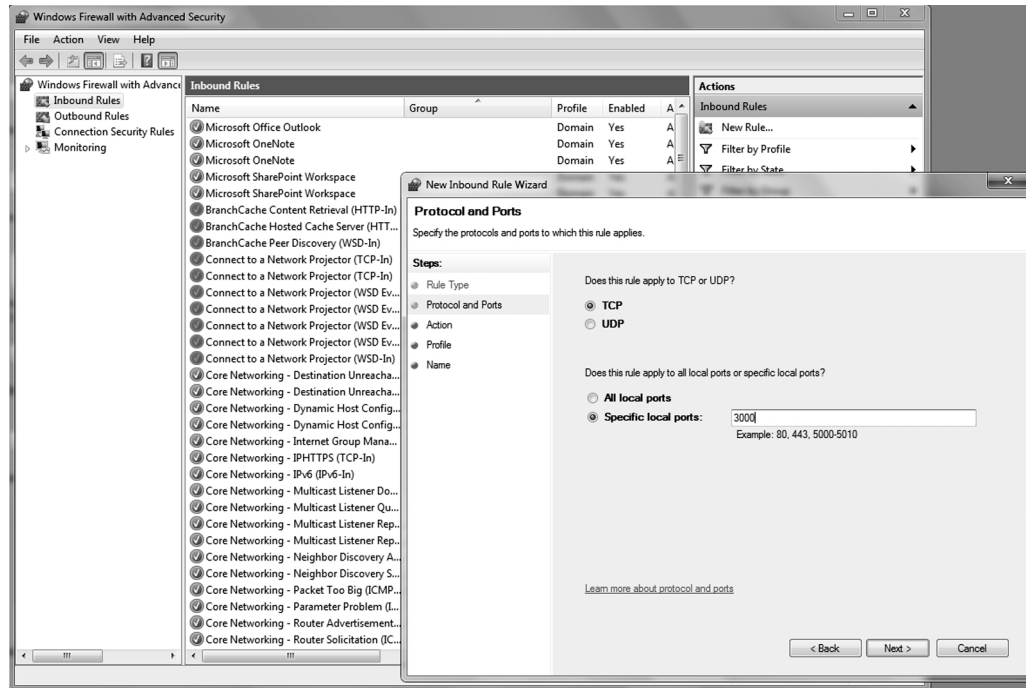 Windows Firewall with Advanced Security
File Action View Help
Windows Firewall with Advance
Inbound Rules
Outbound Rules
Connection Security Rules
Monitoring
Inbound Rules
Name Group Profile Enabled A
Microsoft Office Outlook Domain Yes A
Microsoft OneNote Domain Yes A
Microsoft OneNote Domain Yes A
Microsoft SharePoint Workspace
Microsoft SharePoint Workspace
BranchCache Content Retrieval (HTTP-In)
BranchCache Hosted Cache Server (HTT...
BranchCache Peer Discovery (WSD-In)
Connect to a Network Projector (TCP-In)
Connect to a Network Projector (TCP-In)
Connect to a Network Projector (WSD Ev...
Connect to a Network Projector (WSD Ev...
Connect to a Network Projector (WSD Ev...
Connect to a Network Projector (WSD Ev...
Connect to a Network Projector (WSD-In)
Core Networking - Destination Unreacha...
Core Networking - Destination Unreacha...
Core Networking - Dynamic Host Config...
Core Networking - Dynamic Host Config...
Core Networking - Internet Group Mana...
Core Networking - IPHTTPS (TCP-In)
Core Networking - IPv6 (IPv6-In)
Core Networking - Multicast Listener Do...
Core Networking - Multicast Listener Qu...
Core Networking - Multicast Listener Rep...
Core Networking - Multicast Listener Rep...
Core Networking - Neighbor Discovery A...
Core Networking - Neighbor Discovery S...
Core Networking - Packet Too Big (ICMP...
Core Networking - Parameter Problem (I...
Core Networking - Router Advertisement...
Core Networking - Router Solicitation (IC...
Actions
Inbound Rules
New Rule...
Filter by Profile
Filter by State
New Inbound Rule Wizard
Protocol and Ports
Specify the protocols and ports to which this rule applies.
Steps:
Rule Type
Protocol and Ports
Action
Profile
Name
Does this rule apply to TCP or UDP?
TCP
UDP
Does this rule apply to all local ports or specific local ports?
All local ports
Specific local ports: 3000
Example: 80, 443, 5000-5010
Learn more about protocol and ports
< Back Next > Cancel